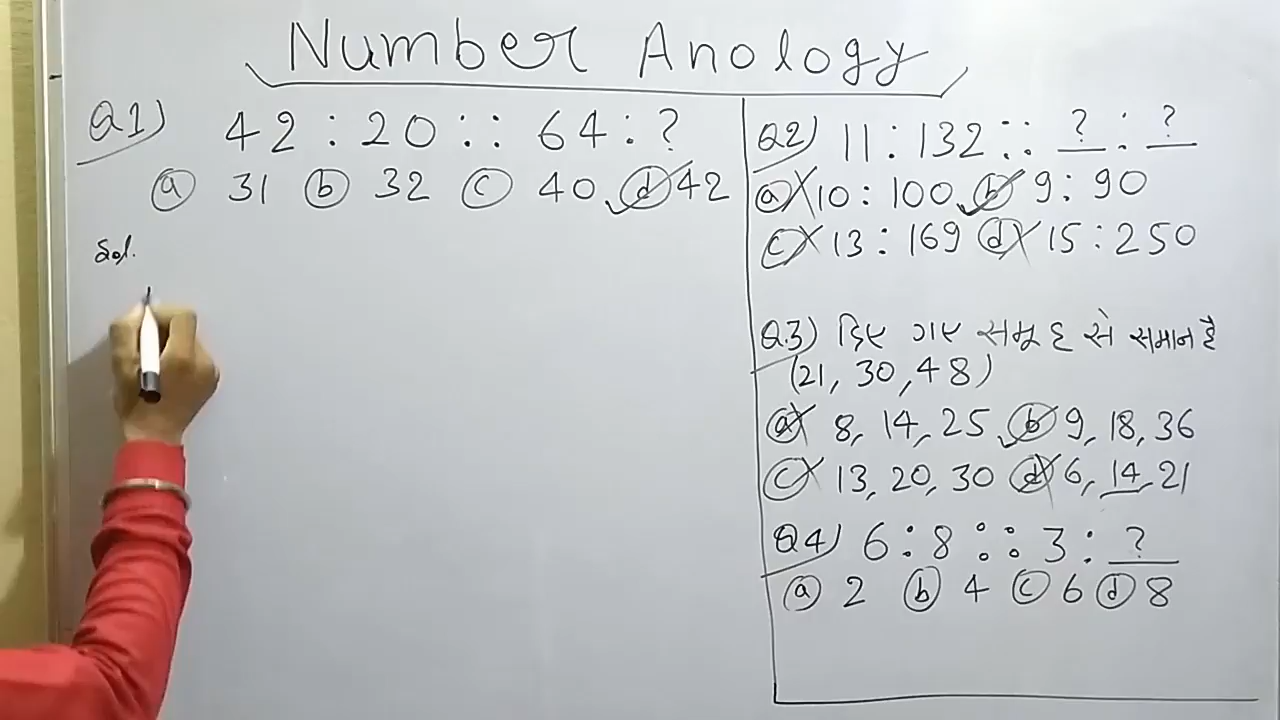 Number Anology
Q1) 42 : 20 :: 64 : ?
(a) 31 (b) 32 (c) 40 (d) 42
Sol.
Q2) 11 : 132 :: ? : ?
(a) 10 : 100 (b) 9 : 90
(c) 13 : 169 (d) 15 : 250
Q.3) दिए गए समूह से समान है
(21, 30, 48)
(a) 8, 14, 25 (b) 9, 18, 36
(c) 13, 20, 30 (d) 6, 14, 21
Q4) 6 : 8 :: 3 : ?
(a) 2 (b) 4 (c) 6 (d) 8